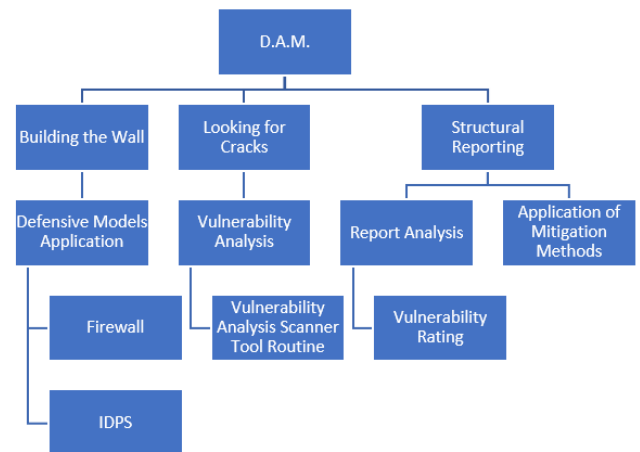 D.A.M.
Building the Wall
Looking for
Cracks
Structural
Reporting
Defensive Models
Application
Vulnerability
Analysis
Report Analysis
Application of
Mitigation
Methods
Firewall
Vulnerability
Analysis Scanner
Tool Routine
Vulnerability
Rating
IDPS